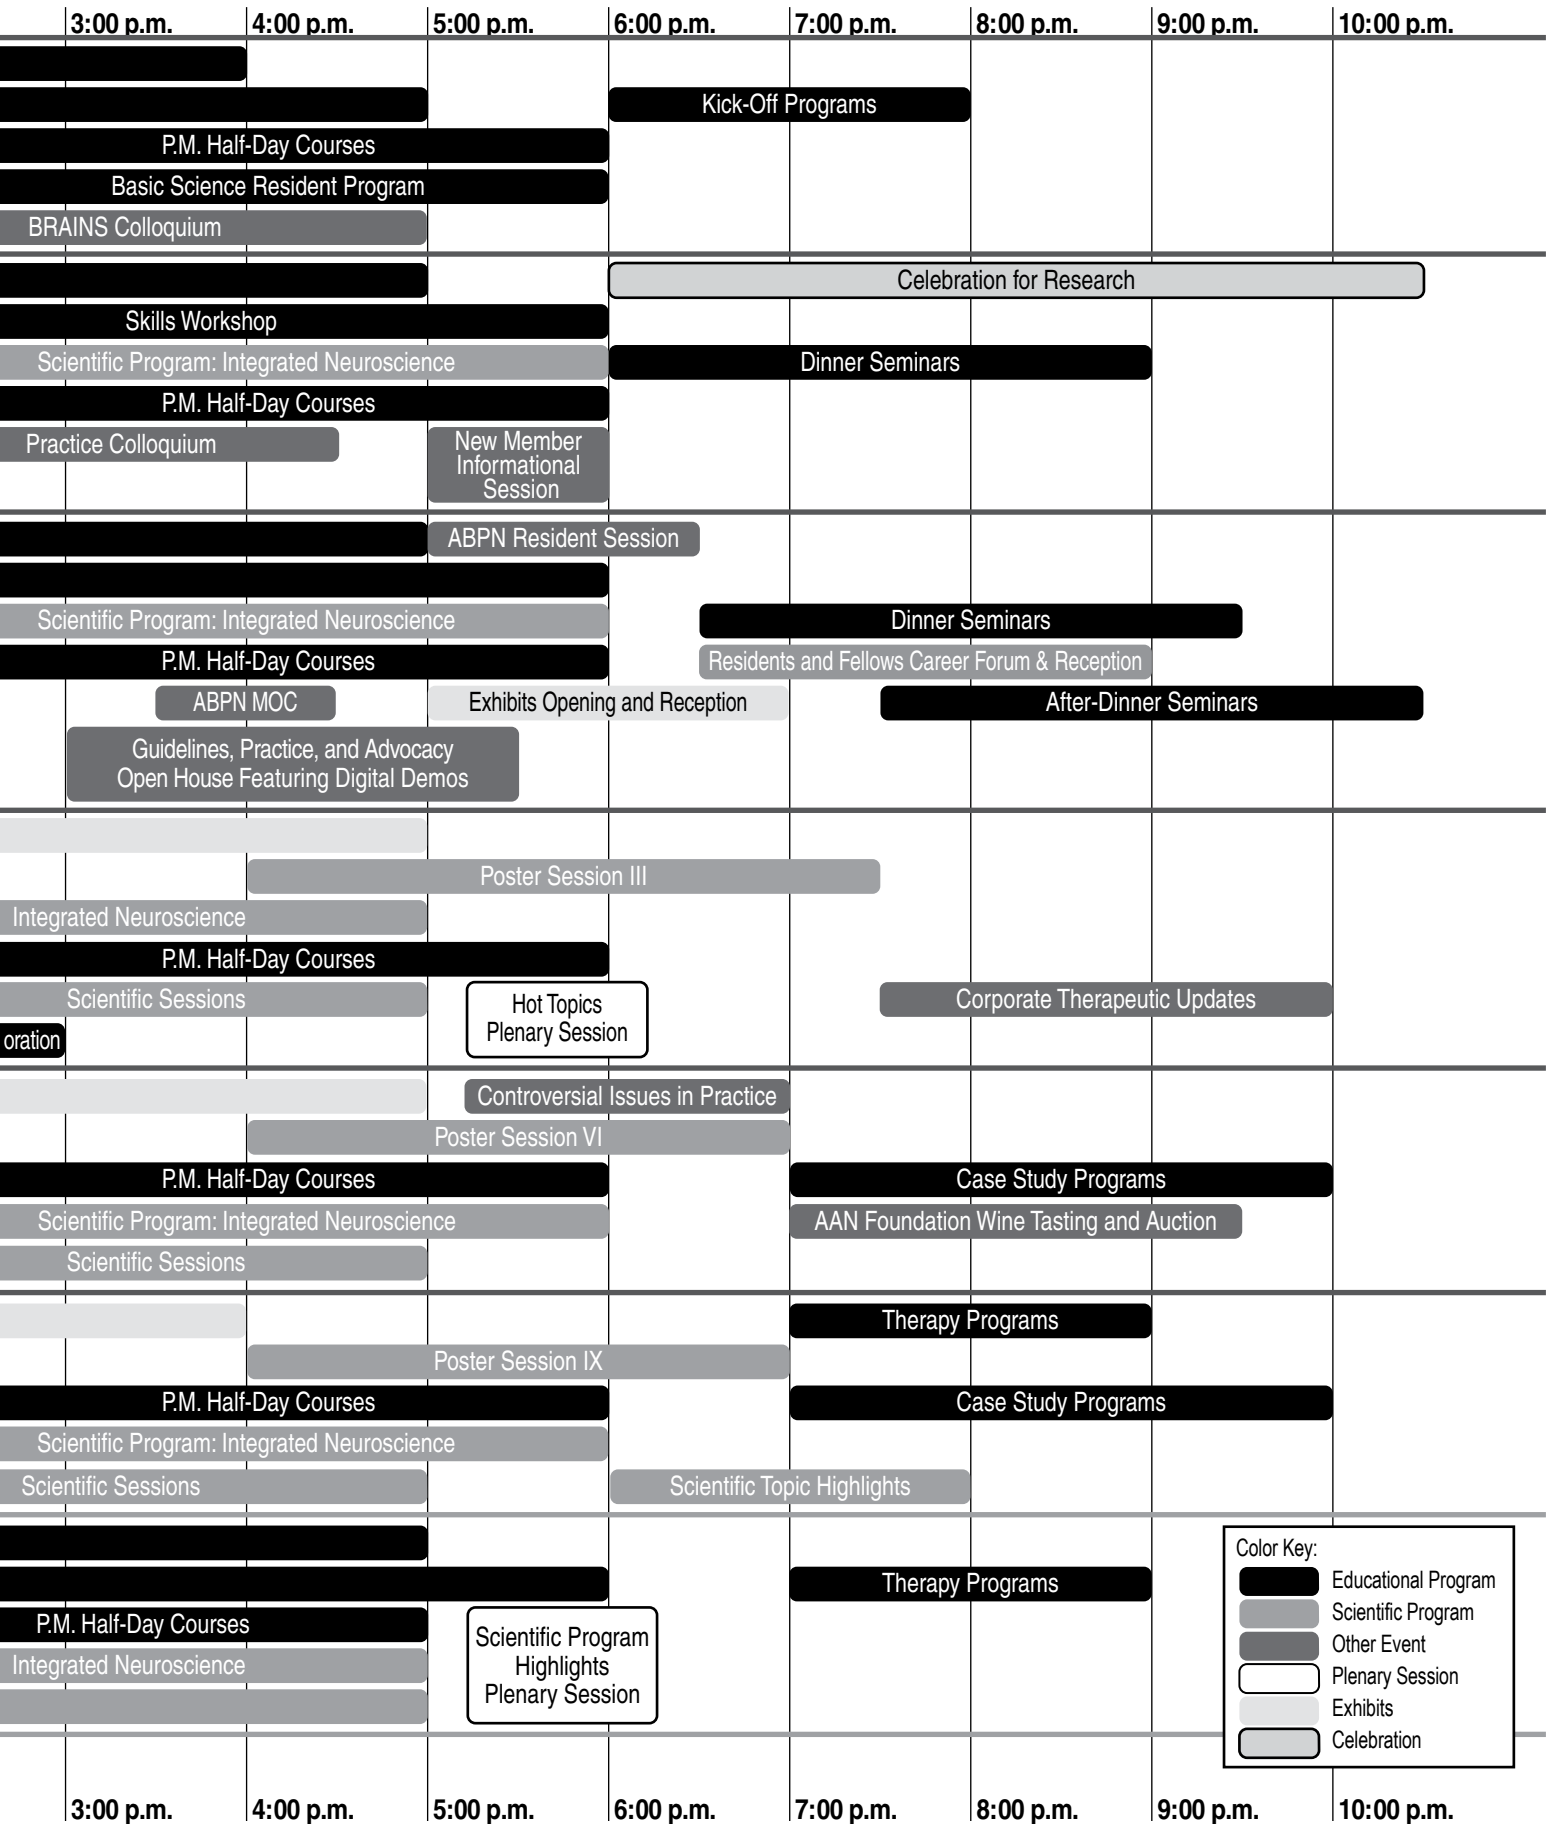 3:00 p.m. 4:00 p.m. 5:00 p.m. 6:00 p.m. 7:00 p.m. 8:00 p.m. 9:00 p.m. 10:00 p.m.
Kick-Off Programs
P.M. Half-Day Courses
Basic Science Resident Program
BRAINS Colloquium
Celebration for Research
Skills Workshop
Scientific Program: Integrated Neuroscience Dinner Seminars
P.M. Half-Day Courses
Practice Colloquium
New Member
Informational
Session
ABPN Resident Session
Scientific Program: Integrated Neuroscience Dinner Seminars
P.M. Half-Day Courses Residents and Fellows Career Forum & Reception
ABPN MOC Exhibits Opening and Reception After-Dinner Seminars
Guidelines, Practice, and Advocacy
Open House Featuring Digital Demos
Poster Session III
Integrated Neuroscience
P.M. Half-Day Courses
Scientific Sessions
Hot Topics
Plenary Session
Corporate Therapeutic Updates
oration
Controversial Issues in Practice
Poster Session VI
P.M. Half-Day Courses Case Study Programs
Scientific Program: Integrated Neuroscience AAN Foundation Wine Tasting and Auction
Scientific Sessions
Therapy Programs
Poster Session IX
P.M. Half-Day Courses Case Study Programs
Scientific Program: Integrated Neuroscience
Scientific Sessions Scientific Topic Highlights
Therapy Programs
P.M. Half-Day Courses
Integrated Neuroscience
Scientific Program
Highlights
Plenary Session
Color Key:
Educational Program
Scientific Program
Other Event
Plenary Session
Exhibits
Celebration
3:00 p.m. 4:00 p.m. 5:00 p.m. 6:00 p.m. 7:00 p.m. 8:00 p.m. 9:00 p.m. 10:00 p.m.